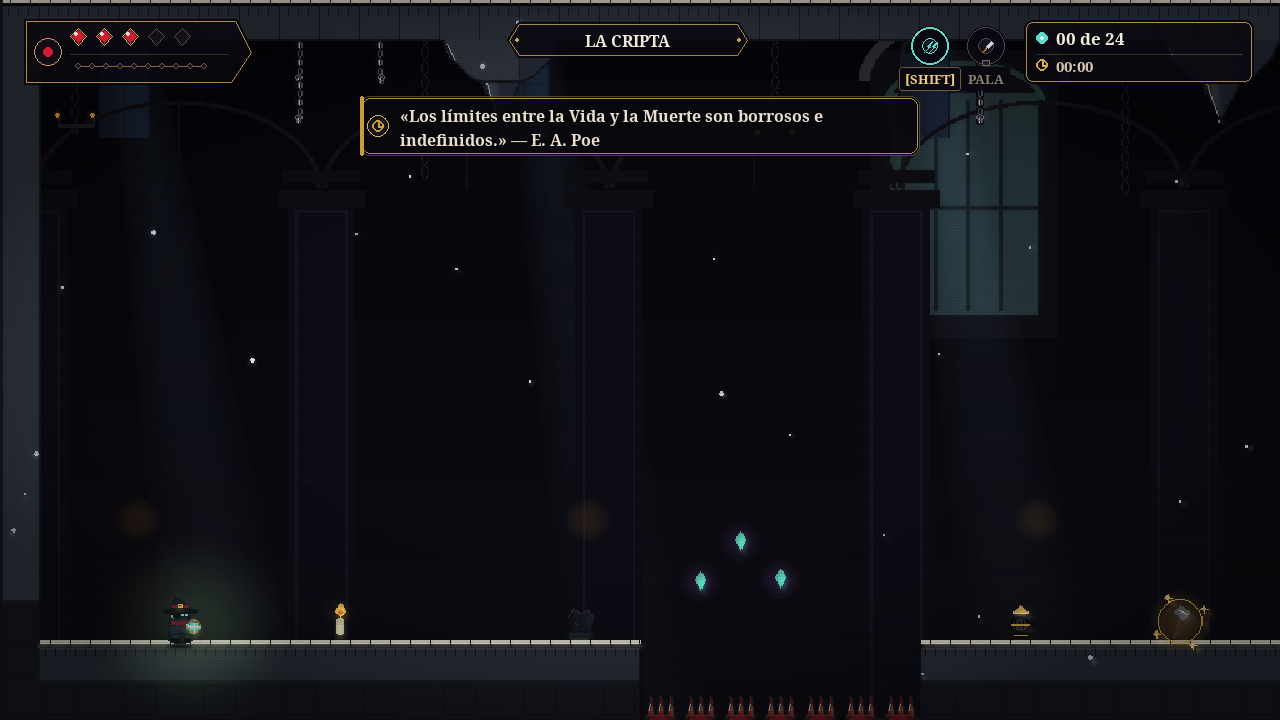 LA CRIPTA
[SHIFT]
PALA
00 de 24
00:00
«Los límites entre la Vida y la Muerte son borrosos e
indefinidos.» — E. A. Poe